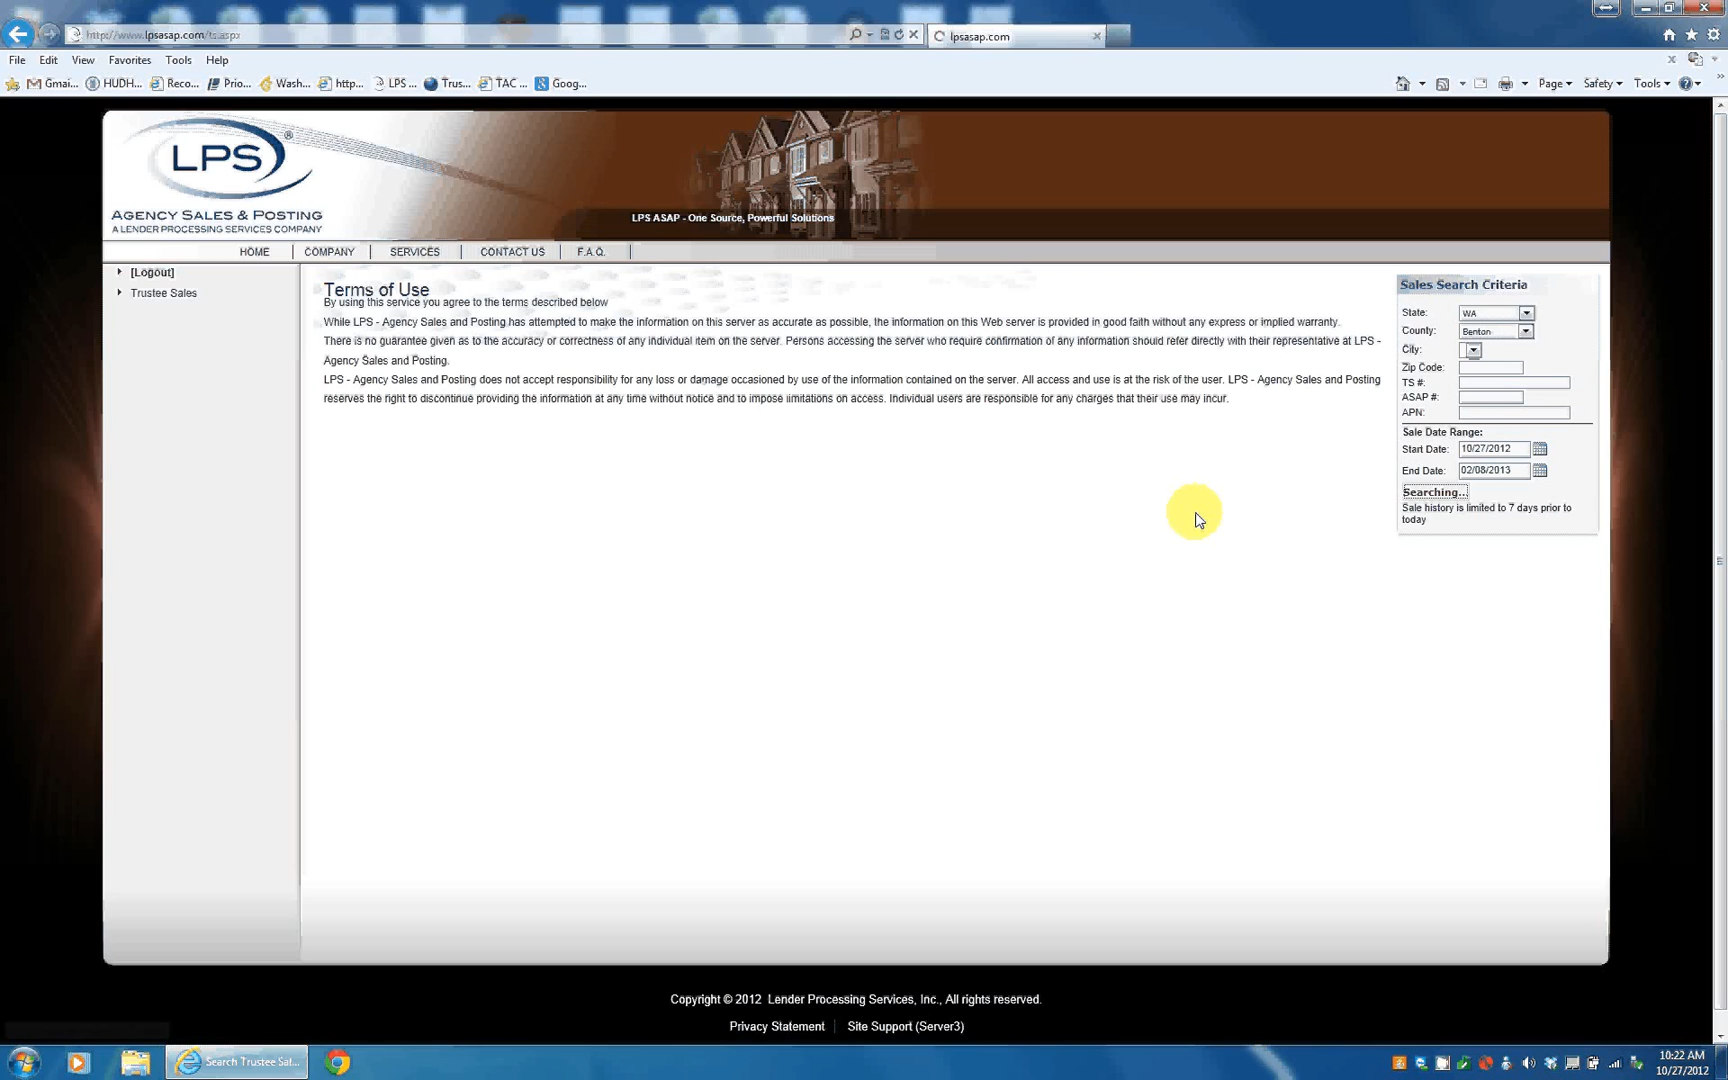 http://www.lpsasap.com/ts.aspx
lpsasap.com
File Edit View Favorites Tools Help
Gmai... HUDH... Reco... Prio... Wash... http... LPS ... Trus... TAC ... Goog...
Page Safety Tools
LPS®
AGENCY SALES & POSTING
A LENDER PROCESSING SERVICES COMPANY
LPS ASAP - One Source, Powerful Solutions
HOME COMPANY SERVICES CONTACT US F.A.Q.
[Logout]
Trustee Sales
Terms of Use
By using this service you agree to the terms described below
While LPS - Agency Sales and Posting has attempted to make the information on this server as accurate as possible, the information on this Web server is provided in good faith without any express or implied warranty.
There is no guarantee given as to the accuracy or correctness of any individual item on the server. Persons accessing the server who require confirmation of any information should refer directly with their representative at LPS -
Agency Sales and Posting.
LPS - Agency Sales and Posting does not accept responsibility for any loss or damage occasioned by use of the information contained on the server. All access and use is at the risk of the user. LPS - Agency Sales and Posting
reserves the right to discontinue providing the information at any time without notice and to impose limitations on access. Individual users are responsible for any charges that their use may incur.
Sales Search Criteria
State: WA
County: Benton
City:
Zip Code:
TS #:
ASAP #:
APN:
Sale Date Range:
Start Date: 10/27/2012
End Date: 02/08/2013
Searching...
Sale history is limited to 7 days prior to
today
Copyright © 2012 Lender Processing Services, Inc., All rights reserved.
Privacy Statement Site Support (Server3)
Search Trustee Sal...
10:22 AM
10/27/2012